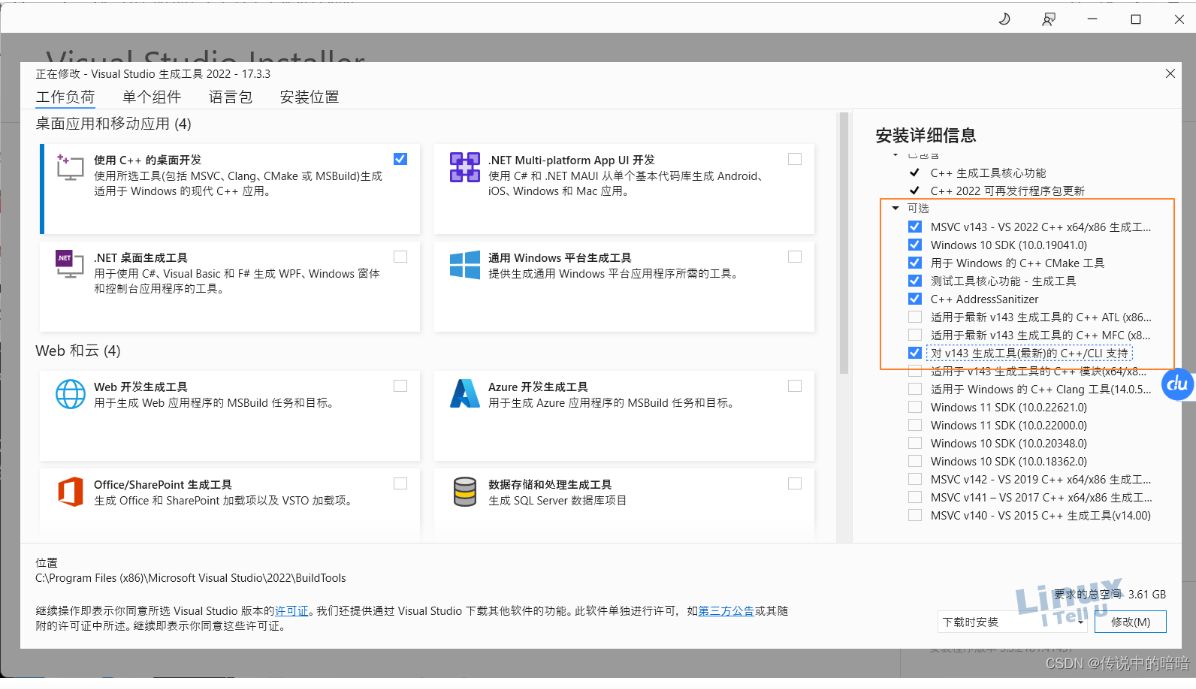 Visual Studio Installer
正在修改 - Visual Studio 生成工具 2022 - 17.3.3
工作负荷 单个组件 语言包 安装位置
桌面应用和移动应用 (4)
使用 C++ 的桌面开发
使用所选工具(包括 MSVC、Clang、CMake 或 MSBuild)生成
适用于 Windows 的现代 C++ 应用。
.NET Multi-platform App UI 开发
使用 C# 和 .NET MAUI 从单个基本代码库生成 Android、
iOS、Windows 和 Mac 应用。
.NET
.NET 桌面生成工具
用于使用 C#、Visual Basic 和 F# 生成 WPF、Windows 窗体
和控制台应用程序的工具。
通用 Windows 平台生成工具
提供生成通用 Windows 平台应用程序所需的工具。
Web 和云 (4)
Web 开发生成工具
用于生成 Web 应用程序的 MSBuild 任务和目标。
Azure 开发生成工具
用于生成 Azure 应用程序的 MSBuild 任务和目标。
Office/SharePoint 生成工具
生成 Office 和 SharePoint 加载项以及 VSTO 加载项。
数据存储和处理生成工具
生成 SQL Server 数据库项目
安装详细信息
已包含
C++ 生成工具核心功能
C++ 2022 可再发行程序包更新
可选
MSVC v143 - VS 2022 C++ x64/x86 生成工...
Windows 10 SDK (10.0.19041.0)
用于 Windows 的 C++ CMake 工具
测试工具核心功能 - 生成工具
C++ AddressSanitizer
适用于最新 v143 生成工具的 C++ ATL (x86...
适用于最新 v143 生成工具的 C++ MFC (x8...
对 v143 生成工具(最新)的 C++/CLI 支持
适用于 v143 生成工具的 C++ 模块(x64/x8...
适用于 Windows 的 C++ Clang 工具(14.0.5...
Windows 11 SDK (10.0.22621.0)
Windows 11 SDK (10.0.22000.0)
Windows 10 SDK (10.0.20348.0)
Windows 10 SDK (10.0.18362.0)
MSVC v142 - VS 2019 C++ x64/x86 生成工...
MSVC v141 – VS 2017 C++ x64/x86 生成工...
MSVC v140 - VS 2015 C++ 生成工具(v14.00)
du
位置
C:\Program Files (x86)\Microsoft Visual Studio\2022\BuildTools
继续操作即表示你同意所选 Visual Studio 版本的许可证。我们还提供通过 Visual Studio 下载其他软件的功能。此软件单独进行许可，如第三方公告或其随
附的许可证中所述。继续即表示你同意这些许可证。
Linux
I Tell U
要求的总空间 3.61 GB
下载时安装
修改(M)
CSDN @传说中的暗暗